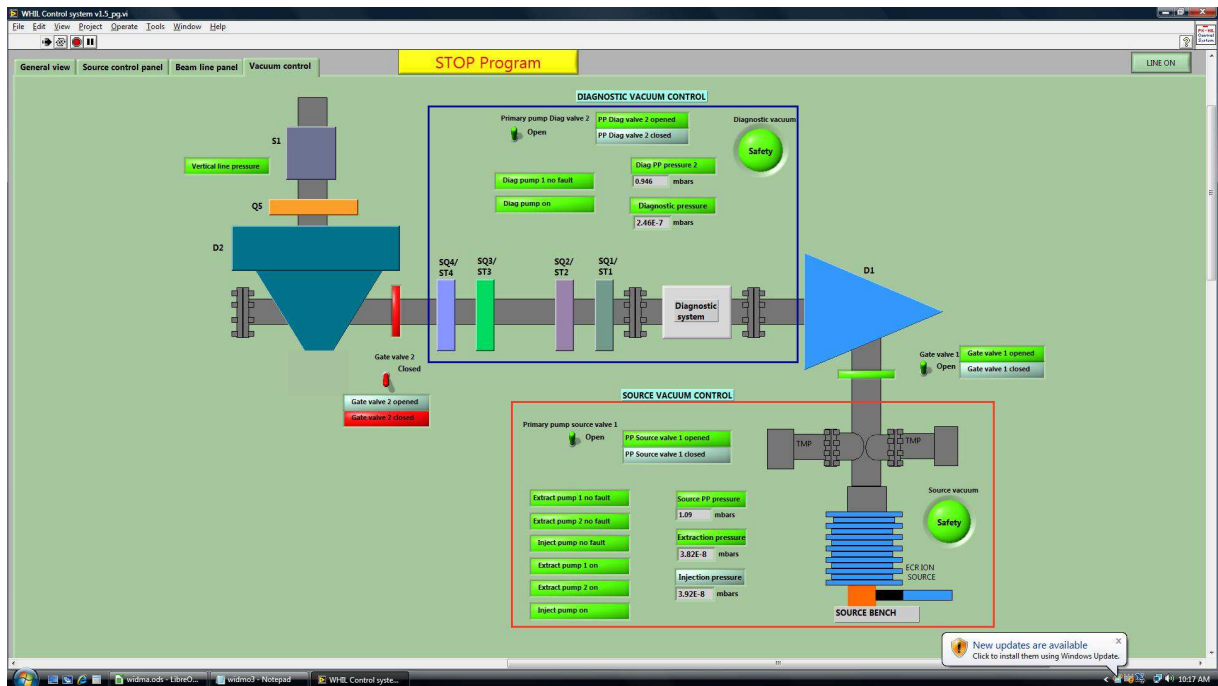 WHIL Control system v1.5_pg.vi
File Edit View Project Operate Tools Window Help
General view Source control panel Beam line panel Vacuum control
STOP Program
LINE ON
DIAGNOSTIC VACUUM CONTROL
Primary pump Diag valve 2
Open
PP Diag valve 2 opened
PP Diag valve 2 closed
Diagnostic vacuum
Safety
S1
Vertical line pressure
Diag PP pressure 2
0.946 mbars
Diag pump 1 no fault
Diag pump on
Diagnostic pressure
2.46E-7 mbars
Q5
D2
SQ4/
ST4
SQ3/
ST3
SQ2/
ST2
SQ1/
ST1
D1
Diagnostic
system
Gate valve 2
Closed
Gate valve 2 opened
Gate valve 2 closed
Gate valve 1
Open
Gate valve 1 opened
Gate valve 1 closed
SOURCE VACUUM CONTROL
Primary pump source valve 1
Open
PP Source valve 1 opened
PP Source valve 1 closed
TMP
TMP
Extract pump 1 no fault
Extract pump 2 no fault
Inject pump no fault
Extract pump 1 on
Extract pump 2 on
Inject pump on
Source PP pressure
1.09 mbars
Extraction pressure
3.82E-8 mbars
Injection pressure
3.92E-8 mbars
Source vacuum
Safety
ECR ION
SOURCE
SOURCE BENCH
New updates are available
Click to install them using Windows Update.
widma.ods - LibreO...
widmo3 - Notepad
WHIL Control syste...
10:17 AM